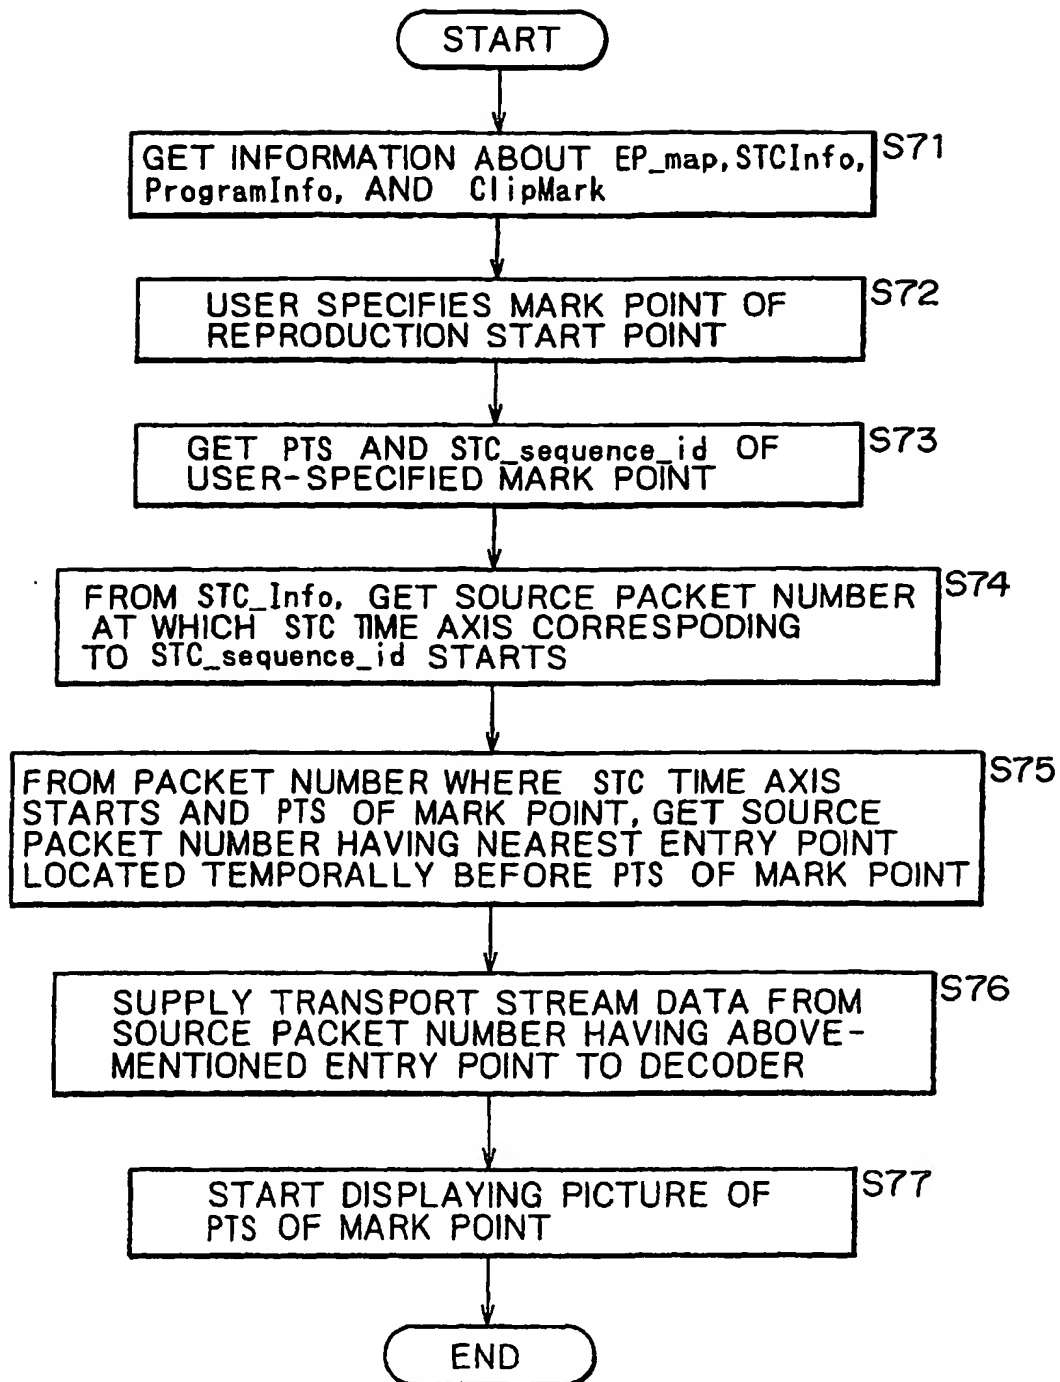 START
GET INFORMATION ABOUT EP_map, STCInfo,
ProgramInfo, AND ClipMark
S71
USER SPECIFIES MARK POINT OF
REPRODUCTION START POINT
S72
GET PTS AND STC_sequence_id OF
USER-SPECIFIED MARK POINT
S73
FROM STC_Info, GET SOURCE PACKET NUMBER
AT WHICH STC TIME AXIS CORRESPODING
TO STC_sequence_id STARTS
S74
FROM PACKET NUMBER WHERE STC TIME AXIS
STARTS AND PTS OF MARK POINT, GET SOURCE
PACKET NUMBER HAVING NEAREST ENTRY POINT
LOCATED TEMPORALLY BEFORE PTS OF MARK POINT
S75
SUPPLY TRANSPORT STREAM DATA FROM
SOURCE PACKET NUMBER HAVING ABOVE-
MENTIONED ENTRY POINT TO DECODER
S76
START DISPLAYING PICTURE OF
PTS OF MARK POINT
S77
END